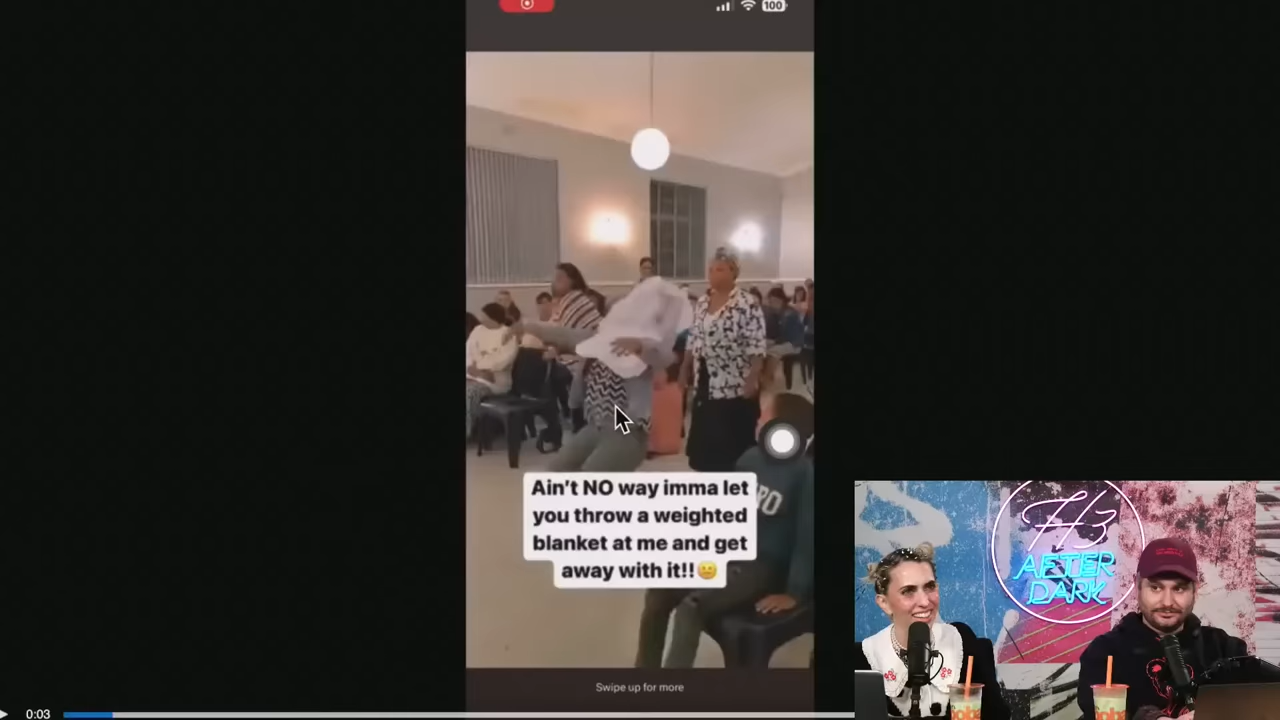 100
Ain't NO way imma let
you throw a weighted
blanket at me and get
away with it!!😐
Swipe up for more
0:03
H3
AFTER
DARK